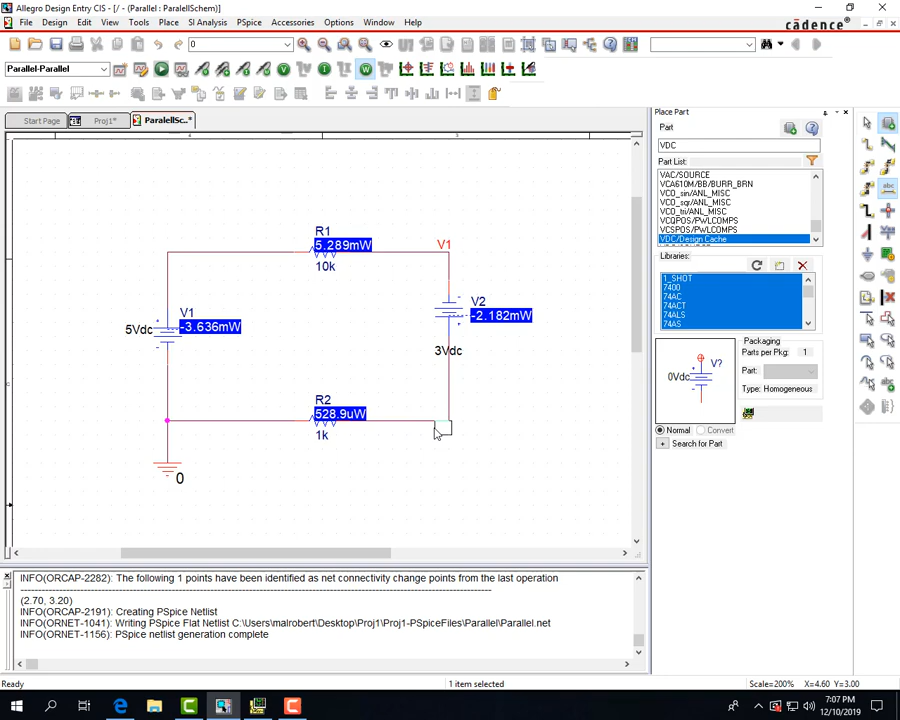 Allegro Design Entry CIS - [/ - (Parallel : ParalellSchem)]
File Design Edit View Tools Place SI Analysis PSpice Accessories Options Window Help
cādence
0
Parallel-Parallel
Start Page
Proj1*
ParalellSc..*
4
5
R1
5.289mW
10k
V1
V1
5Vdc
-3.636mW
V2
-2.182mW
3Vdc
R2
528.9uW
1k
0
C
Place Part
Part
VDC
Part List:
VAC/SOURCE
VCA610M/BB/BURR_BRN
VCO_sin/ANL_MISC
VCO_sqr/ANL_MISC
VCO_tri/ANL_MISC
VCQPOS/PWLCOMPS
VCSPOS/PWLCOMPS
VDC/Design Cache
Libraries:
1_SHOT
7400
74AC
74ACT
74ALS
74AS
Packaging
Parts per Pkg: 1
Part:
Type: Homogeneous
0Vdc
V?
Normal Convert
Search for Part
INFO(ORCAP-2282): The following 1 points have been identified as net connectivity change points from the last operation
(2.70, 3.20)
INFO(ORCAP-2191): Creating PSpice Netlist
INFO(ORNET-1041): Writing PSpice Flat Netlist C:\Users\malrobert\Desktop\Proj1\Proj1-PSpiceFiles\Parallel\Parallel.net
INFO(ORNET-1156): PSpice netlist generation complete
Ready
1 item selected
Scale=200% X=4.60 Y=3.00
7:07 PM
12/10/2019